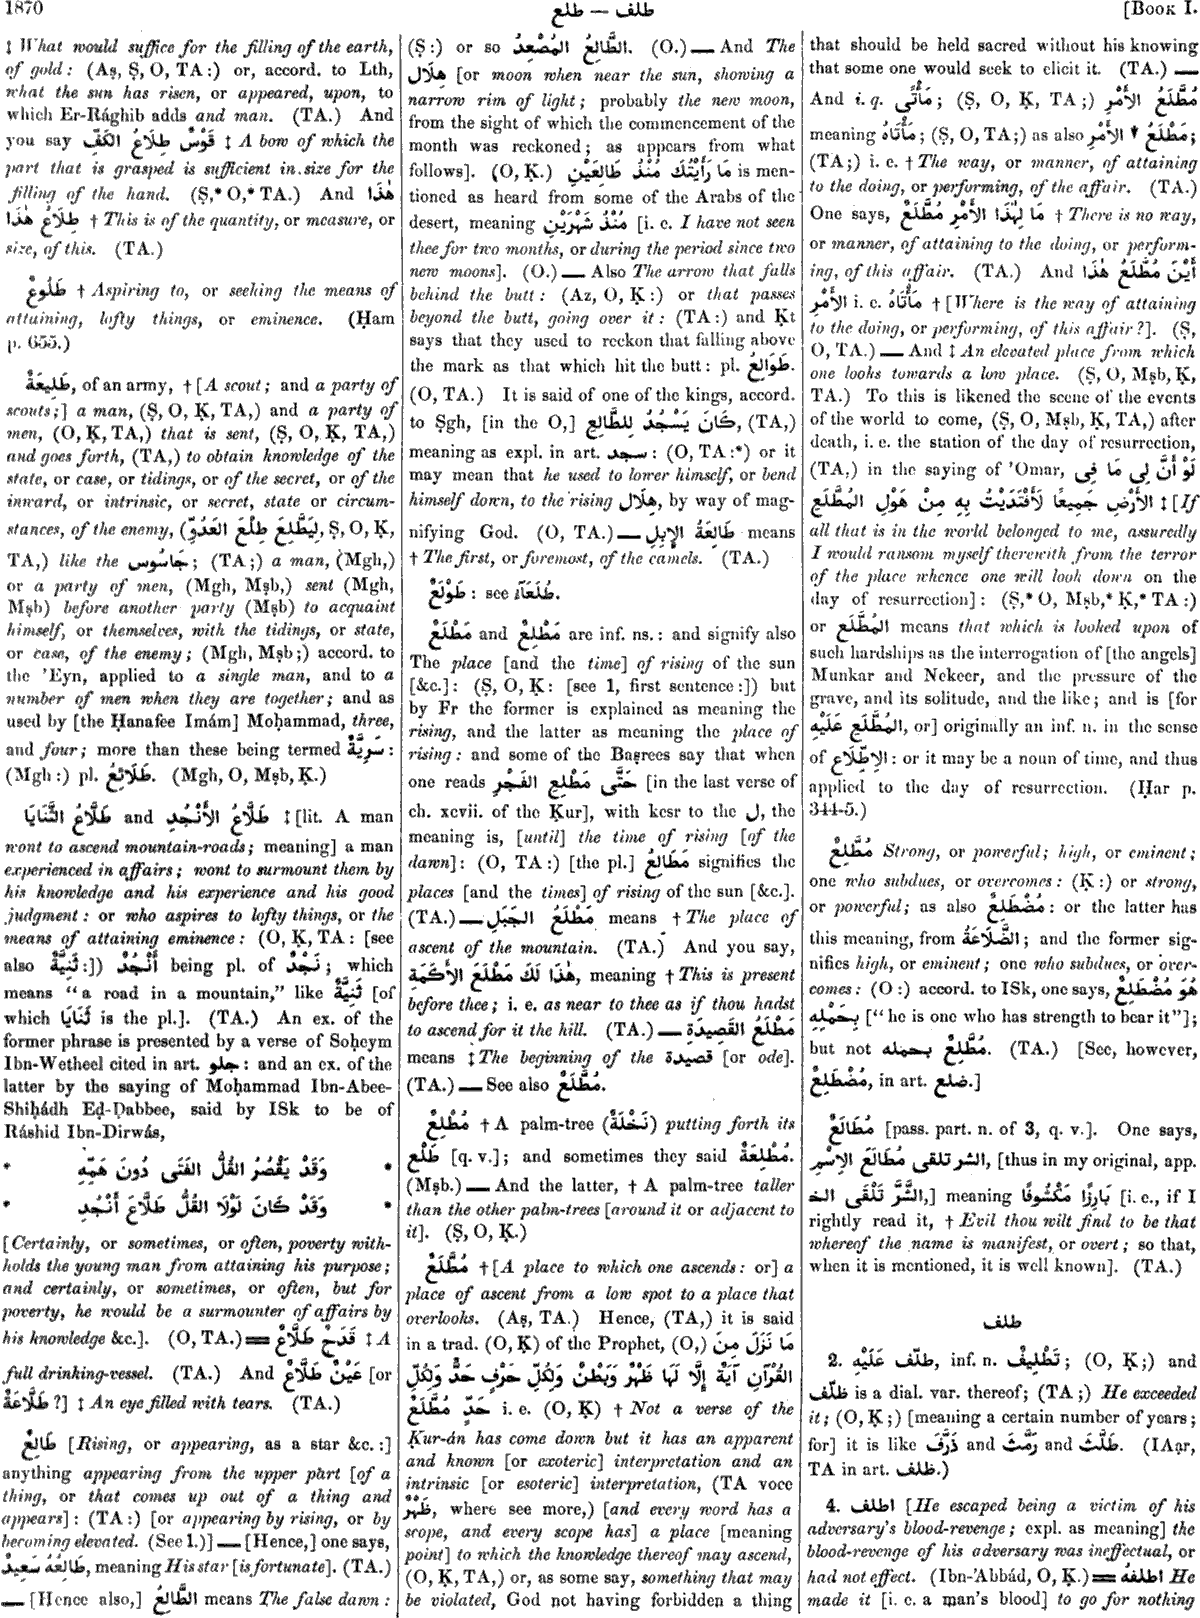 1870
طلف — طلع
[Book I.
‡ What would suffice for the filling of the earth,
of gold: (Aṣ, Ṣ, O, TA:) or, accord. to Lth,
what the sun has risen, or appeared, upon, to
which Er-Rághib adds and man. (TA.) And
you say قَوْسٌ طِلَاعُ الكَفِّ ‡ A bow of which the
part that is grasped is sufficient in size for the
filling of the hand. (Ṣ,* O,* TA.) And هٰذَا
طِلَاعُ هٰذَا † This is of the quantity, or measure, or
size, of this. (TA.)
طَلُوعٌ † Aspiring to, or seeking the means of
attaining, lofty things, or eminence. (Ḥam
p. 655.)
طَلِيعَةٌ, of an army, † [A scout; and a party of
scouts;] a man, (Ṣ, O, Ḳ, TA,) and a party of
men, (O, Ḳ, TA,) that is sent, (Ṣ, O, Ḳ, TA,)
and goes forth, (TA,) to obtain knowledge of the
state, or case, or tidings, or of the secret, or of the
inward, or intrinsic, or secret, state or circum-
stances, of the enemy, (لِيَطَّلِعَ طِلْعَ العَدُوِّ, Ṣ, O, Ḳ,
TA,) like the جَاسُوس; (TA;) a man, (Mgh,)
or a party of men, (Mgh, Mṣb,) sent (Mgh,
Mṣb) before another party (Mṣb) to acquaint
himself, or themselves, with the tidings, or state,
or case, of the enemy; (Mgh, Mṣb;) accord. to
the 'Eyn, applied to a single man, and to a
number of men when they are together; and as
used by [the Ḥanafee Imám] Moḥammad, three,
and four; more than these being termed سَرِيَّةٌ:
(Mgh:) pl. طَلَائِعُ. (Mgh, O, Mṣb, Ḳ.)
طَلَّاعُ الثَّنَايَا and طَلَّاعُ الأَنْجُدِ ‡ [lit. A man
wont to ascend mountain-roads; meaning] a man
experienced in affairs; wont to surmount them by
his knowledge and his experience and his good
judgment: or who aspires to lofty things, or the
means of attaining eminence: (O, Ḳ, TA: [see
also ثَنِيَّةٌ:]) أَنْجُدٌ being pl. of نَجْدٌ; which
means "a road in a mountain," like ثَنِيَّةٌ [of
which ثَنَايَا is the pl.]. (TA.) An ex. of the
former phrase is presented by a verse of Soḥeym
Ibn-Wetheel cited in art. جلو: and an ex. of the
latter by the saying of Moḥammad Ibn-Abee-
Shiḥádh Eḍ-Ḍabbee, said by ISk to be of
Ráshid Ibn-Dirwás,
* وَقَدْ يَقْصُرُ القُلُّ الفَتَى دُونَ هَمِّهِ *
* وَقَدْ كَانَ لَوْلَا القُلُّ طَلَّاعَ أَنْجُدِ *
[Certainly, or sometimes, or often, poverty with-
holds the young man from attaining his purpose;
and certainly, or sometimes, or often, but for
poverty, he would be a surmounter of affairs by
his knowledge &c.]. (O, TA.) = قَدَحٌ طَلَّاعٌ ‡ A
full drinking-vessel. (TA.) And عَيْنٌ طَلَّاعٌ [or
طَلَّاعَةٌ ?] ‡ An eye filled with tears. (TA.)
طَالِعٌ [Rising, or appearing, as a star &c.:]
anything appearing from the upper part [of a
thing, or that comes up out of a thing and
appears]: (TA:) [or appearing by rising, or by
becoming elevated. (See 1.)] — [Hence,] one says,
طَالِعُهُ سَعِيدٌ, meaning His star [is fortunate]. (TA.)
— [Hence also,] الطَّالِعُ means The false dawn:
(Ṣ:) or so الطَّالِعُ المُصْعِدُ. (O.) — And The
هِلَال [or moon when near the sun, showing a
narrow rim of light; probably the new moon,
from the sight of which the commencement of the
month was reckoned; as appears from what
follows]. (O, Ḳ.) مَا رَأَيْتُكَ مُنْذُ طَالِعَيْنِ is men-
tioned as heard from some of the Arabs of the
desert, meaning مُنْذُ شَهْرَيْنِ [i. e. I have not seen
thee for two months, or during the period since two
new moons]. (O.) — Also The arrow that falls
behind the butt: (Az, O, Ḳ:) or that passes
beyond the butt, going over it: (TA:) and Ḳt
says that they used to reckon that falling above
the mark as that which hit the butt: pl. طَوَالِعُ.
(O, TA.) It is said of one of the kings, accord.
to Ṣgh, [in the O,] كَانَ يَسْجُدُ لِلطَّالِعِ, (TA,)
meaning as expl. in art. سجد: (O, TA:*) or it
may mean that he used to lower himself, or bend
himself down, to the rising هِلَال, by way of mag-
nifying God. (O, TA.) — طَالِعَةُ الإِبِلِ means
† The first, or foremost, of the camels. (TA.)
طَوْلَعٌ: see طُلَعَآءُ.
مَطْلَعٌ and مَطْلِعٌ are inf. ns.: and signify also
The place [and the time] of rising of the sun
[&c.]: (Ṣ, O, Ḳ: [see 1, first sentence:]) but
by Fr the former is explained as meaning the
rising, and the latter as meaning the place of
rising: and some of the Baṣrees say that when
one reads حَتَّى مَطْلِعِ الفَجْرِ [in the last verse of
ch. xcvii. of the Ḳur], with kesr to the ل, the
meaning is, [until] the time of rising [of the
dawn]: (O, TA:) [the pl.] مَطَالِعُ signifies the
places [and the times] of rising of the sun [&c.].
(TA.) — مَطْلَعُ الجَبَلِ means † The place of
ascent of the mountain. (TA.) And you say,
هٰذَا لَكَ مَطْلَعَ الأَكَمَةِ, meaning † This is present
before thee; i. e. as near to thee as if thou hadst
to ascend for it the hill. (TA.) — مَطْلَعُ القَصِيدَةِ
means ‡ The beginning of the قصيدة [or ode].
(TA.) — See also مُطَّلَعٌ.
مُطْلِعٌ † A palm-tree (نَخْلَةٌ) putting forth its
طَلْع [q. v.]; and sometimes they said مُطْلِعَةٌ.
(Mṣb.) — And the latter, † A palm-tree taller
than the other palm-trees [around it or adjacent to
it]. (Ṣ, O, Ḳ.)
مُطَّلَعٌ † [A place to which one ascends: or] a
place of ascent from a low spot to a place that
overlooks. (Aṣ, TA.) Hence, (TA,) it is said
in a trad. (O, Ḳ) of the Prophet, (O,) مَا نَزَلَ مِنَ
القُرْآنِ آيَةٌ إِلَّا لَهَا ظَهْرٌ وَبَطْنٌ وَلِكُلِّ حَرْفٍ حَدٌّ وَلِكُلِّ
حَدٍّ مُطَّلَعٌ i. e. (O, Ḳ) † Not a verse of the
Ḳur-án has come down but it has an apparent
and known [or exoteric] interpretation and an
intrinsic [or esoteric] interpretation, (TA voce
ظَهْرٌ, where see more,) [and every word has a
scope, and every scope has] a place [meaning
point] to which the knowledge thereof may ascend,
(O, Ḳ, TA,) or, as some say, something that may
be violated, God not having forbidden a thing
that should be held sacred without his knowing
that some one would seek to elicit it. (TA.) —
And i. q. مَأْتًى; (Ṣ, O, Ḳ, TA;) مُطَّلَعُ الأَمْرِ
meaning مَأْتَاهُ; (Ṣ, O, TA;) as also مَطْلَعُ ▼ الأَمْرِ;
(TA;) i. e. † The way, or manner, of attaining
to the doing, or performing, of the affair. (TA.)
One says, مَا لِهٰذَا الأَمْرِ مُطَّلَعٌ † There is no way,
or manner, of attaining to the doing, or perform-
ing, of this affair. (TA.) And أَيْنَ مُطَّلَعُ هٰذَا
الأَمْرِ i. e. مَأْتَاهُ † [Where is the way of attaining
to the doing, or performing, of this affair?]. (Ṣ,
O, TA.) — And ‡ An elevated place from which
one looks towards a low place. (Ṣ, O, Mṣb, Ḳ,
TA.) To this is likened the scene of the events
of the world to come, (Ṣ, O, Mṣb, Ḳ, TA,) after
death, i. e. the station of the day of resurrection,
(TA,) in the saying of 'Omar, لَوْ أَنَّ لِى مَا فِى
الأَرْضِ جَمِيعًا لَأَفْتَدَيْتُ بِهِ مِنْ هَوْلِ المُطَّلَعِ ‡ [If
all that is in the world belonged to me, assuredly
I would ransom myself therewith from the terror
of the place whence one will look down on the
day of resurrection]: (Ṣ,* O, Mṣb,* Ḳ,* TA:)
or المُطَّلَع means that which is looked upon of
such hardships as the interrogation of [the angels]
Munkar and Nekeer, and the pressure of the
grave, and its solitude, and the like; and is [for
المُطَّلَع عَلَيْهِ, or] originally an inf. n. in the sense
of الاِطِّلَاع: or it may be a noun of time, and thus
applied to the day of resurrection. (Ḥar p.
344-5.)
مُطَّلِعٌ Strong, or powerful; high, or eminent;
one who subdues, or overcomes: (Ḳ:) or strong,
or powerful; as also مُضْطَلِعٌ: or the latter has
this meaning, from الضَّلَاعَةُ; and the former sig-
nifies high, or eminent; one who subdues, or over-
comes: (O:) accord. to ISk, one says, هُوَ مُضْطَلِعٌ
بِحَمْلِهِ ["he is one who has strength to bear it"];
but not مُطَّلِعٌ بحمله. (TA.) [See, however,
مُضْطَلِعٌ, in art. ضلع.]
مُطَالَعٌ [pass. part. n. of 3, q. v.]. One says,
الشر تلقى مُطَالَعَ الاِسْمِ, [thus in my original, app.
الشَّرَّ تَلْقَى الخ,] meaning بَارِزًا مَكْشُوفًا [i. e., if I
rightly read it, † Evil thou wilt find to be that
whereof the name is manifest, or overt; so that,
when it is mentioned, it is well known]. (TA.)
طلف
2. طلّف عَلَيْهِ, inf. n. تَطْلِيفٌ; (O, Ḳ;) and
ظلّف is a dial. var. thereof; (TA;) He exceeded
it; (O, Ḳ;) [meaning a certain number of years;
for] it is like ذَرَّفَ and رَمَّثَ and طَلَّثَ. (IAạr,
TA in art. ظلف.)
4. اطلف [He escaped being a victim of his
adversary's blood-revenge; expl. as meaning] the
blood-revenge of his adversary was ineffectual, or
had not effect. (Ibn-'Abbád, O, Ḳ.) = اطلفهُ He
made it [i. e. a man's blood] to go for nothing